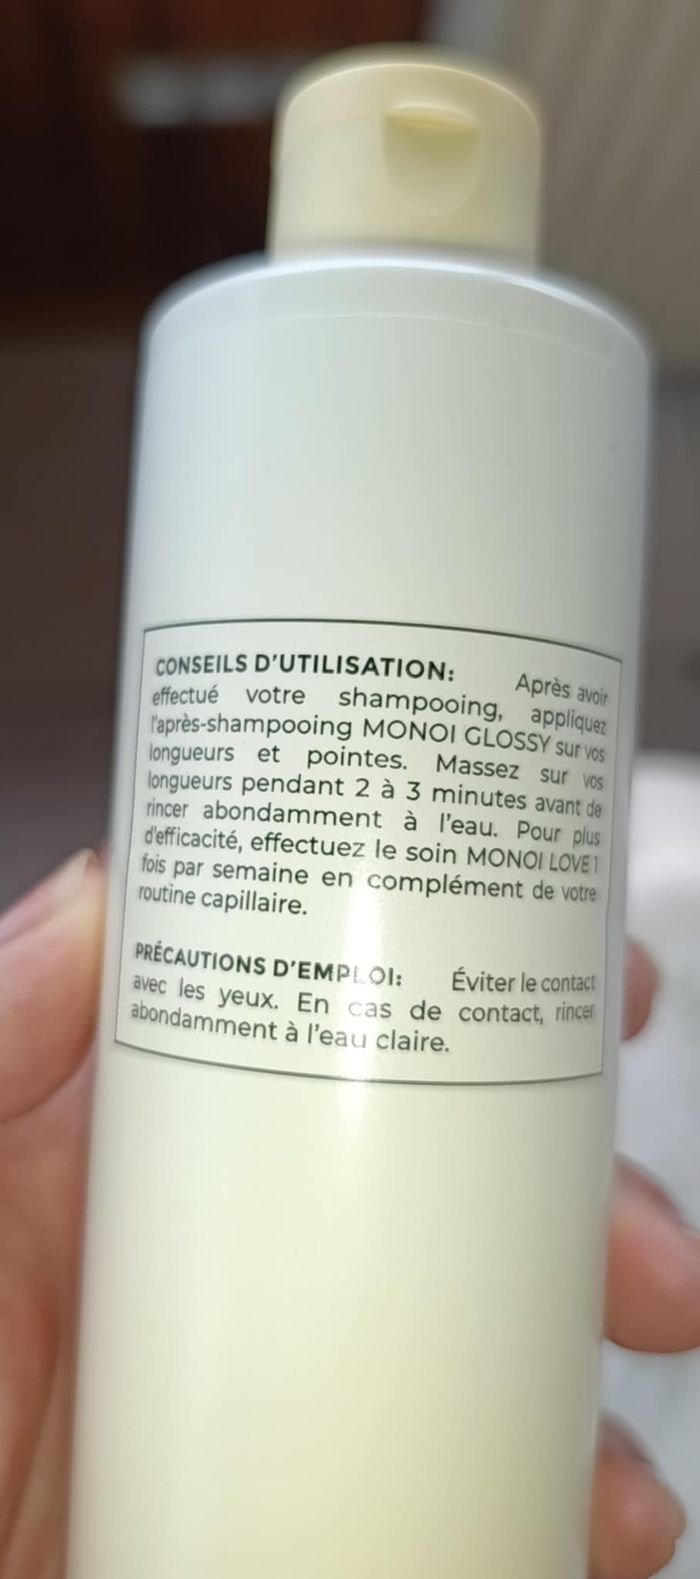 CONSEILS D'UTILISATION: Après avoir
effectué votre shampooing, appliquez
l'après-shampooing MONOI GLOSSY sur vos
longueurs et pointes. Massez sur vos
longueurs pendant 2 à 3 minutes avant de
rincer abondamment à l'eau. Pour plus
d'efficacité, effectuez le soin MONOI LOVE 1
fois par semaine en complément de votre
routine capillaire.
PRÉCAUTIONS D'EMPLOI: Éviter le contact
avec les yeux. En cas de contact, rincer
abondamment à l'eau claire.